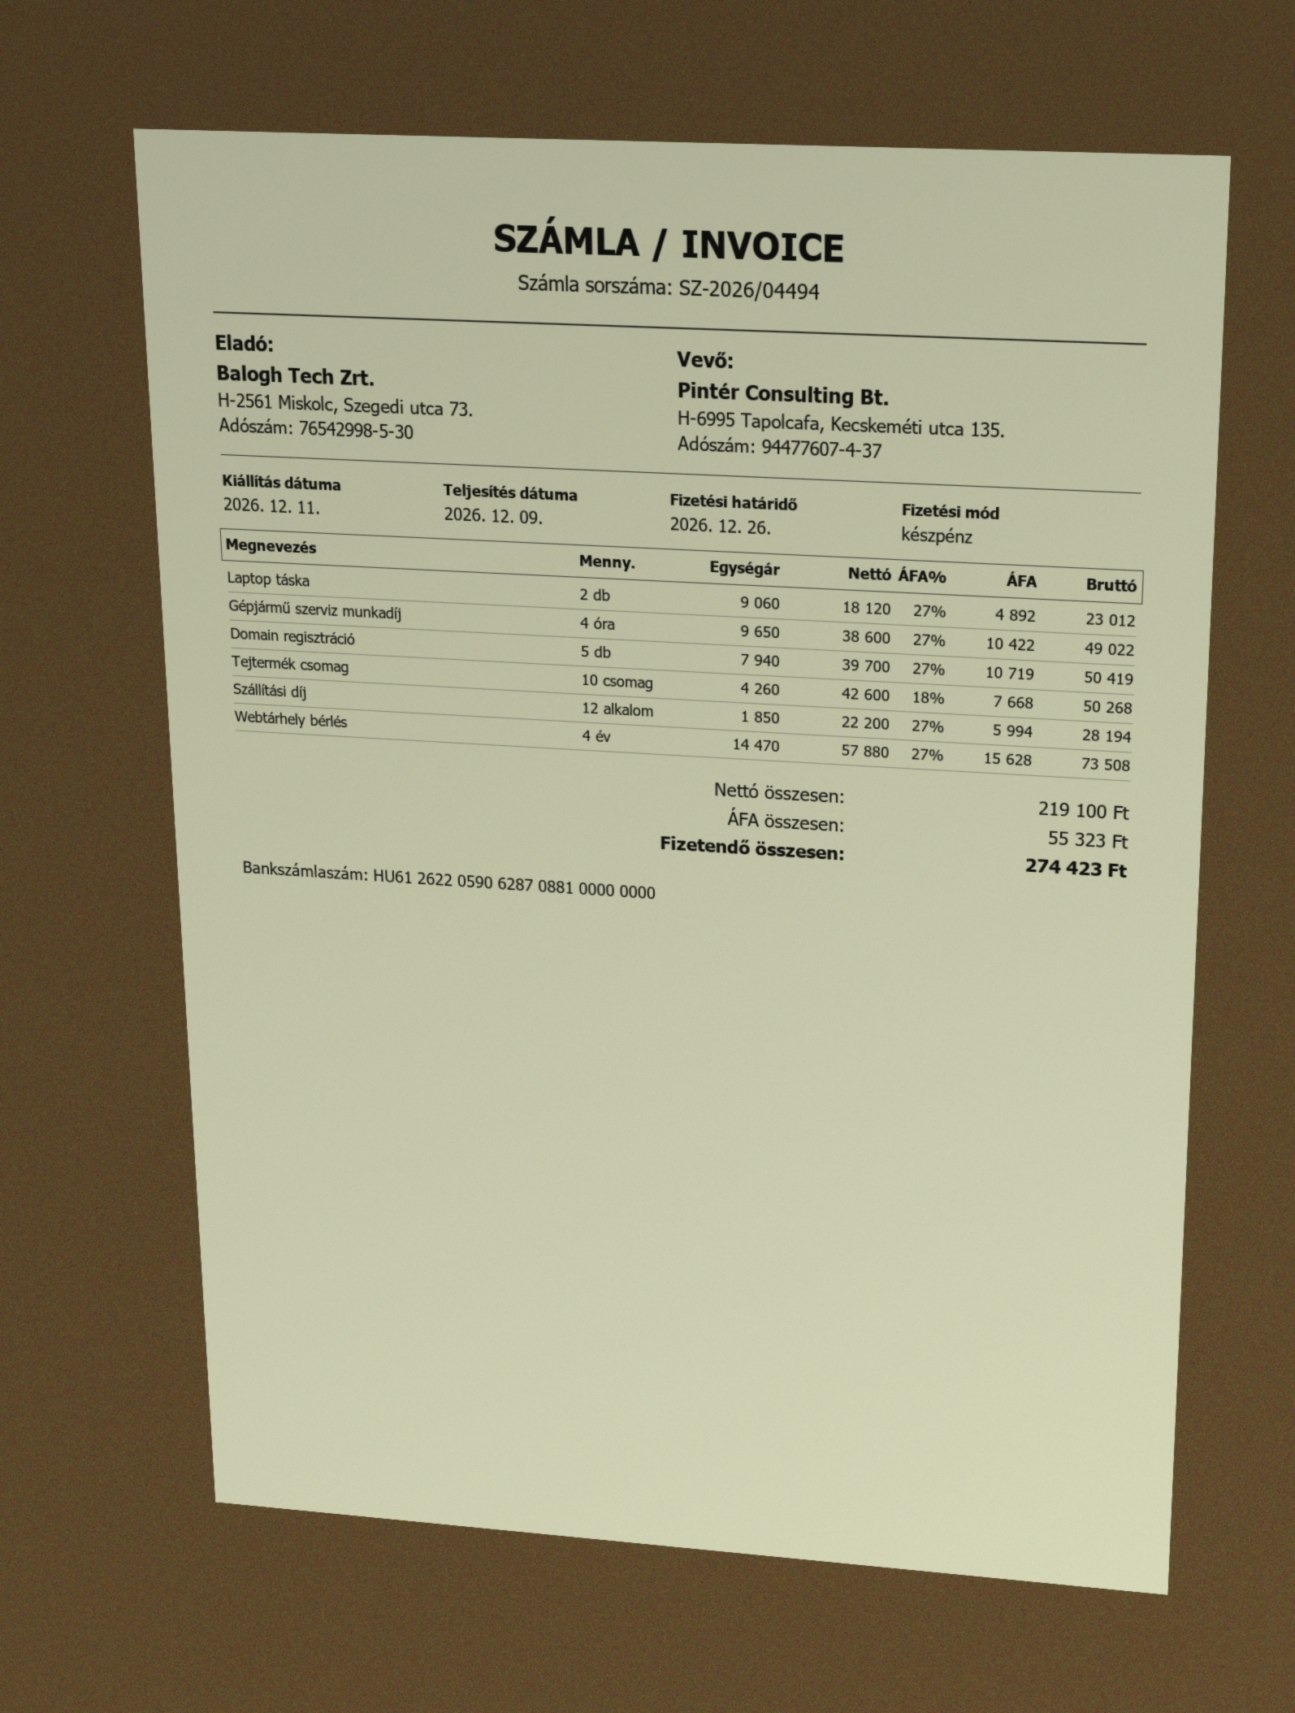 SZÁMLA / INVOICE
Számla sorszáma: SZ-2026/04494
Eladó:
Balogh Tech Zrt.
H-2561 Miskolc, Szegedi utca 73.
Adószám: 76542998-5-30
Vevő:
Pintér Consulting Bt.
H-6995 Tapolcafa, Kecskeméti utca 135.
Adószám: 94477607-4-37
Kiállítás dátuma
2026. 12. 11.
Teljesítés dátuma
2026. 12. 09.
Fizetési határidő
2026. 12. 26.
Fizetési mód
készpénz
Megnevezés Menny. Egységár Nettó ÁFA% ÁFA Bruttó
Laptop táska 2 db 9 060 18 120 27% 4 892 23 012
Gépjármű szerviz munkadíj 4 óra 9 650 38 600 27% 10 422 49 022
Domain regisztráció 5 db 7 940 39 700 27% 10 719 50 419
Tejtermék csomag 10 csomag 4 260 42 600 18% 7 668 50 268
Szállítási díj 12 alkalom 1 850 22 200 27% 5 994 28 194
Webtárhely bérlés 4 év 14 470 57 880 27% 15 628 73 508
Nettó összesen: 219 100 Ft
ÁFA összesen: 55 323 Ft
Fizetendő összesen: 274 423 Ft
Bankszámlaszám: HU61 2622 0590 6287 0881 0000 0000